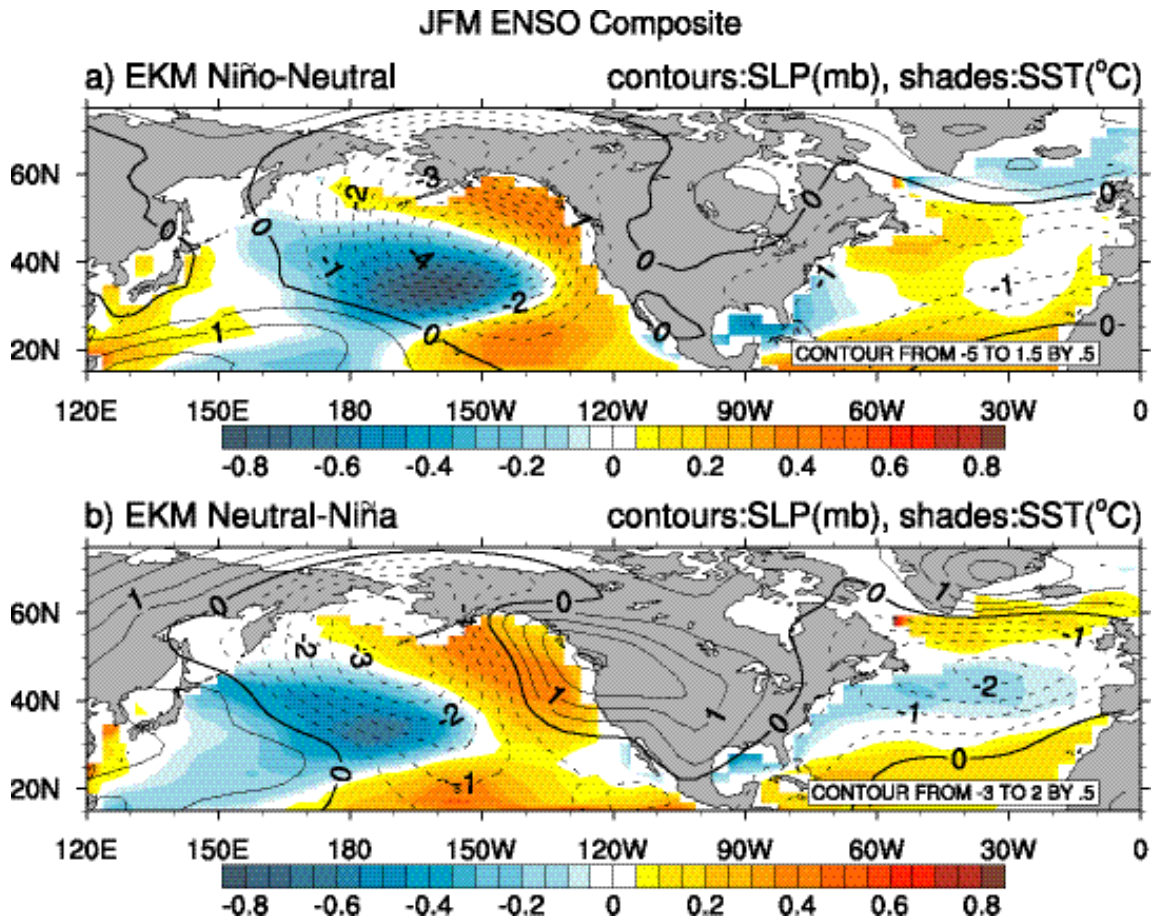 JFM ENSO Composite
a) EKM Niño-Neutral contours:SLP(mb), shades:SST(°C)
60N
40N
20N
0 0 -1 1 -2 -3 -4 -2 0 0 0 0 -1 -1 0 0
CONTOUR FROM -5 TO 1.5 BY .5
120E 150E 180 150W 120W 90W 60W 30W 0
-0.8 -0.6 -0.4 -0.2 0 0.2 0.4 0.6 0.8
b) EKM Neutral-Niña contours:SLP(mb), shades:SST(°C)
60N
40N
20N
1 0 -2 -3 -2 0 -1 0 1 1 0 0 1 -1 -2 -1 0
CONTOUR FROM -3 TO 2 BY .5
120E 150E 180 150W 120W 90W 60W 30W 0
-0.8 -0.6 -0.4 -0.2 0 0.2 0.4 0.6 0.8